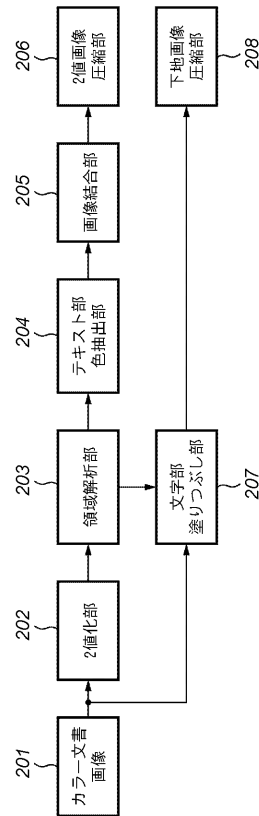 201
カラー文書
画像
202
2値化部
203
領域解析部
204
テキスト部
色抽出部
205
画像結合部
206
2値画像
圧縮部
207
文字部
塗りつぶし部
208
下地画像
圧縮部